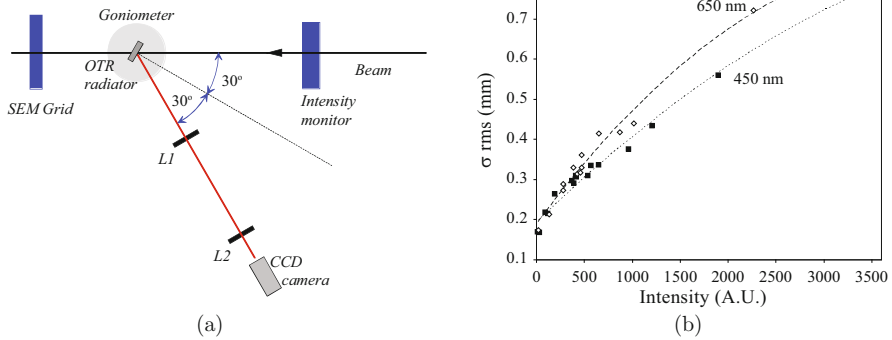 Goniometer
OTR
radiator
SEM Grid
30°
30°
Beam
Intensity
monitor
L1
L2
CCD
camera
(a)
0.7
0.6
0.5
0.4
0.3
0.2
0.1
σ rms (mm)
650 nm
450 nm
0 500 1000 1500 2000 2500 3000 3500
Intensity (A.U.)
(b)